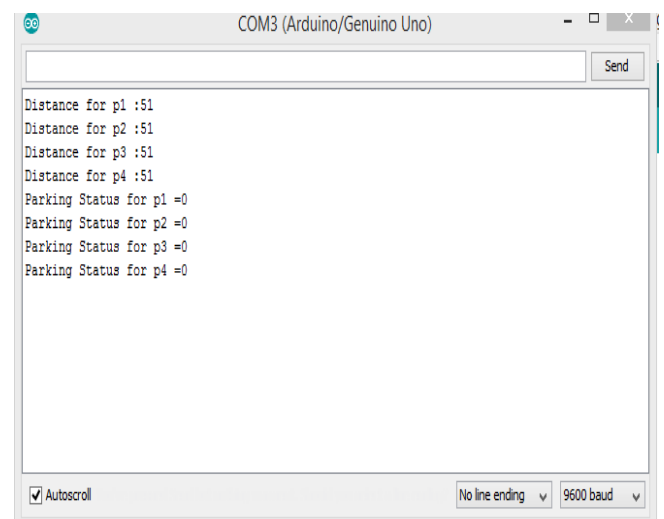 COM3 (Arduino/Genuino Uno)
Send
Distance for p1 :51
Distance for p2 :51
Distance for p3 :51
Distance for p4 :51
Parking Status for p1 =0
Parking Status for p2 =0
Parking Status for p3 =0
Parking Status for p4 =0
Autoscroll
No line ending
9600 baud